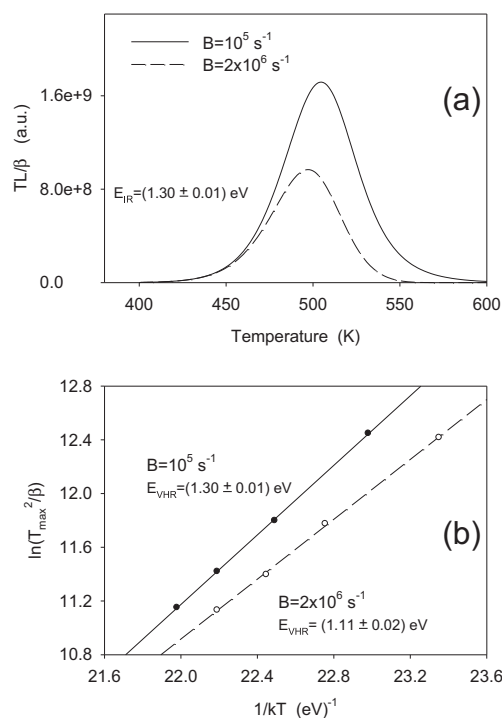 B=10⁵ s⁻¹
B=2x10⁶ s⁻¹
(a)
1.6e+9
8.0e+8
0.0
TL/β (a.u.)
E_IR=(1.30 ± 0.01) eV
400 450 500 550 600
Temperature (K)
12.8
12.4
12.0
11.6
11.2
10.8
ln(T_max²/β)
B=10⁵ s⁻¹
E_VHR=(1.30 ± 0.01) eV
(b)
B=2x10⁶ s⁻¹
E_VHR= (1.11 ± 0.02) eV
21.6 22.0 22.4 22.8 23.2 23.6
1/kT (eV)⁻¹